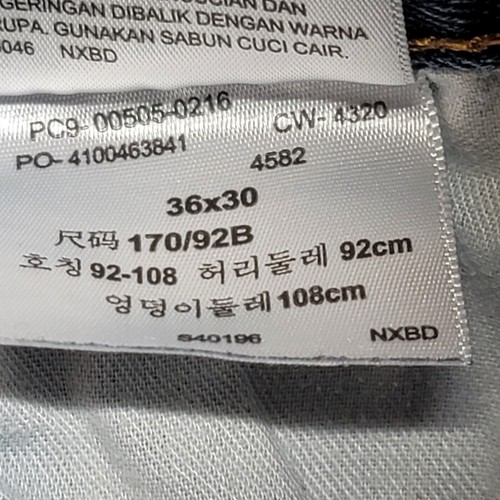 GERINGAN DIBALIK DENGAN WARNA
RUPA. GUNAKAN SABUN CUCI CAIR.
5046 NXBD
PC9-00505-0216 CW-4320
PO-4100463841 4582
36x30
尺码 170/92B
호칭 92-108 허리둘레 92cm
엉덩이둘레 108cm
S40196 NXBD